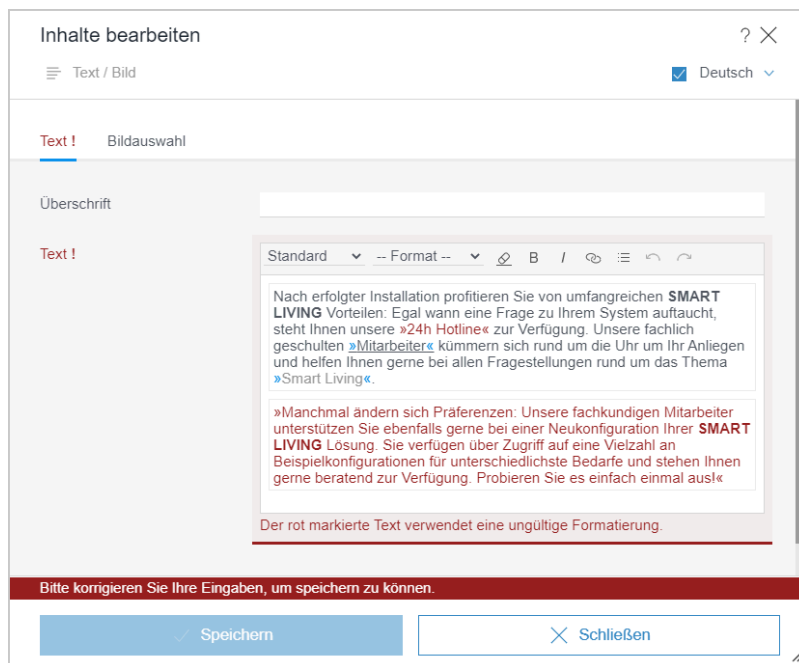 Inhalte bearbeiten ?
Text / Bild Deutsch
Text ! Bildauswahl
Überschrift
Text !
Standard -- Format -- B I
Nach erfolgter Installation profitieren Sie von umfangreichen SMART
LIVING Vorteilen: Egal wann eine Frage zu Ihrem System auftaucht,
steht Ihnen unsere »24h Hotline« zur Verfügung. Unsere fachlich
geschulten »Mitarbeiter« kümmern sich rund um die Uhr um Ihr Anliegen
und helfen Ihnen gerne bei allen Fragestellungen rund um das Thema
»Smart Living«.
»Manchmal ändern sich Präferenzen: Unsere fachkundigen Mitarbeiter
unterstützen Sie ebenfalls gerne bei einer Neukonfiguration Ihrer SMART
LIVING Lösung. Sie verfügen über Zugriff auf eine Vielzahl an
Beispielkonfigurationen für unterschiedlichste Bedarfe und stehen Ihnen
gerne beratend zur Verfügung. Probieren Sie es einfach einmal aus!«
Der rot markierte Text verwendet eine ungültige Formatierung.
Bitte korrigieren Sie Ihre Eingaben, um speichern zu können.
Speichern Schließen